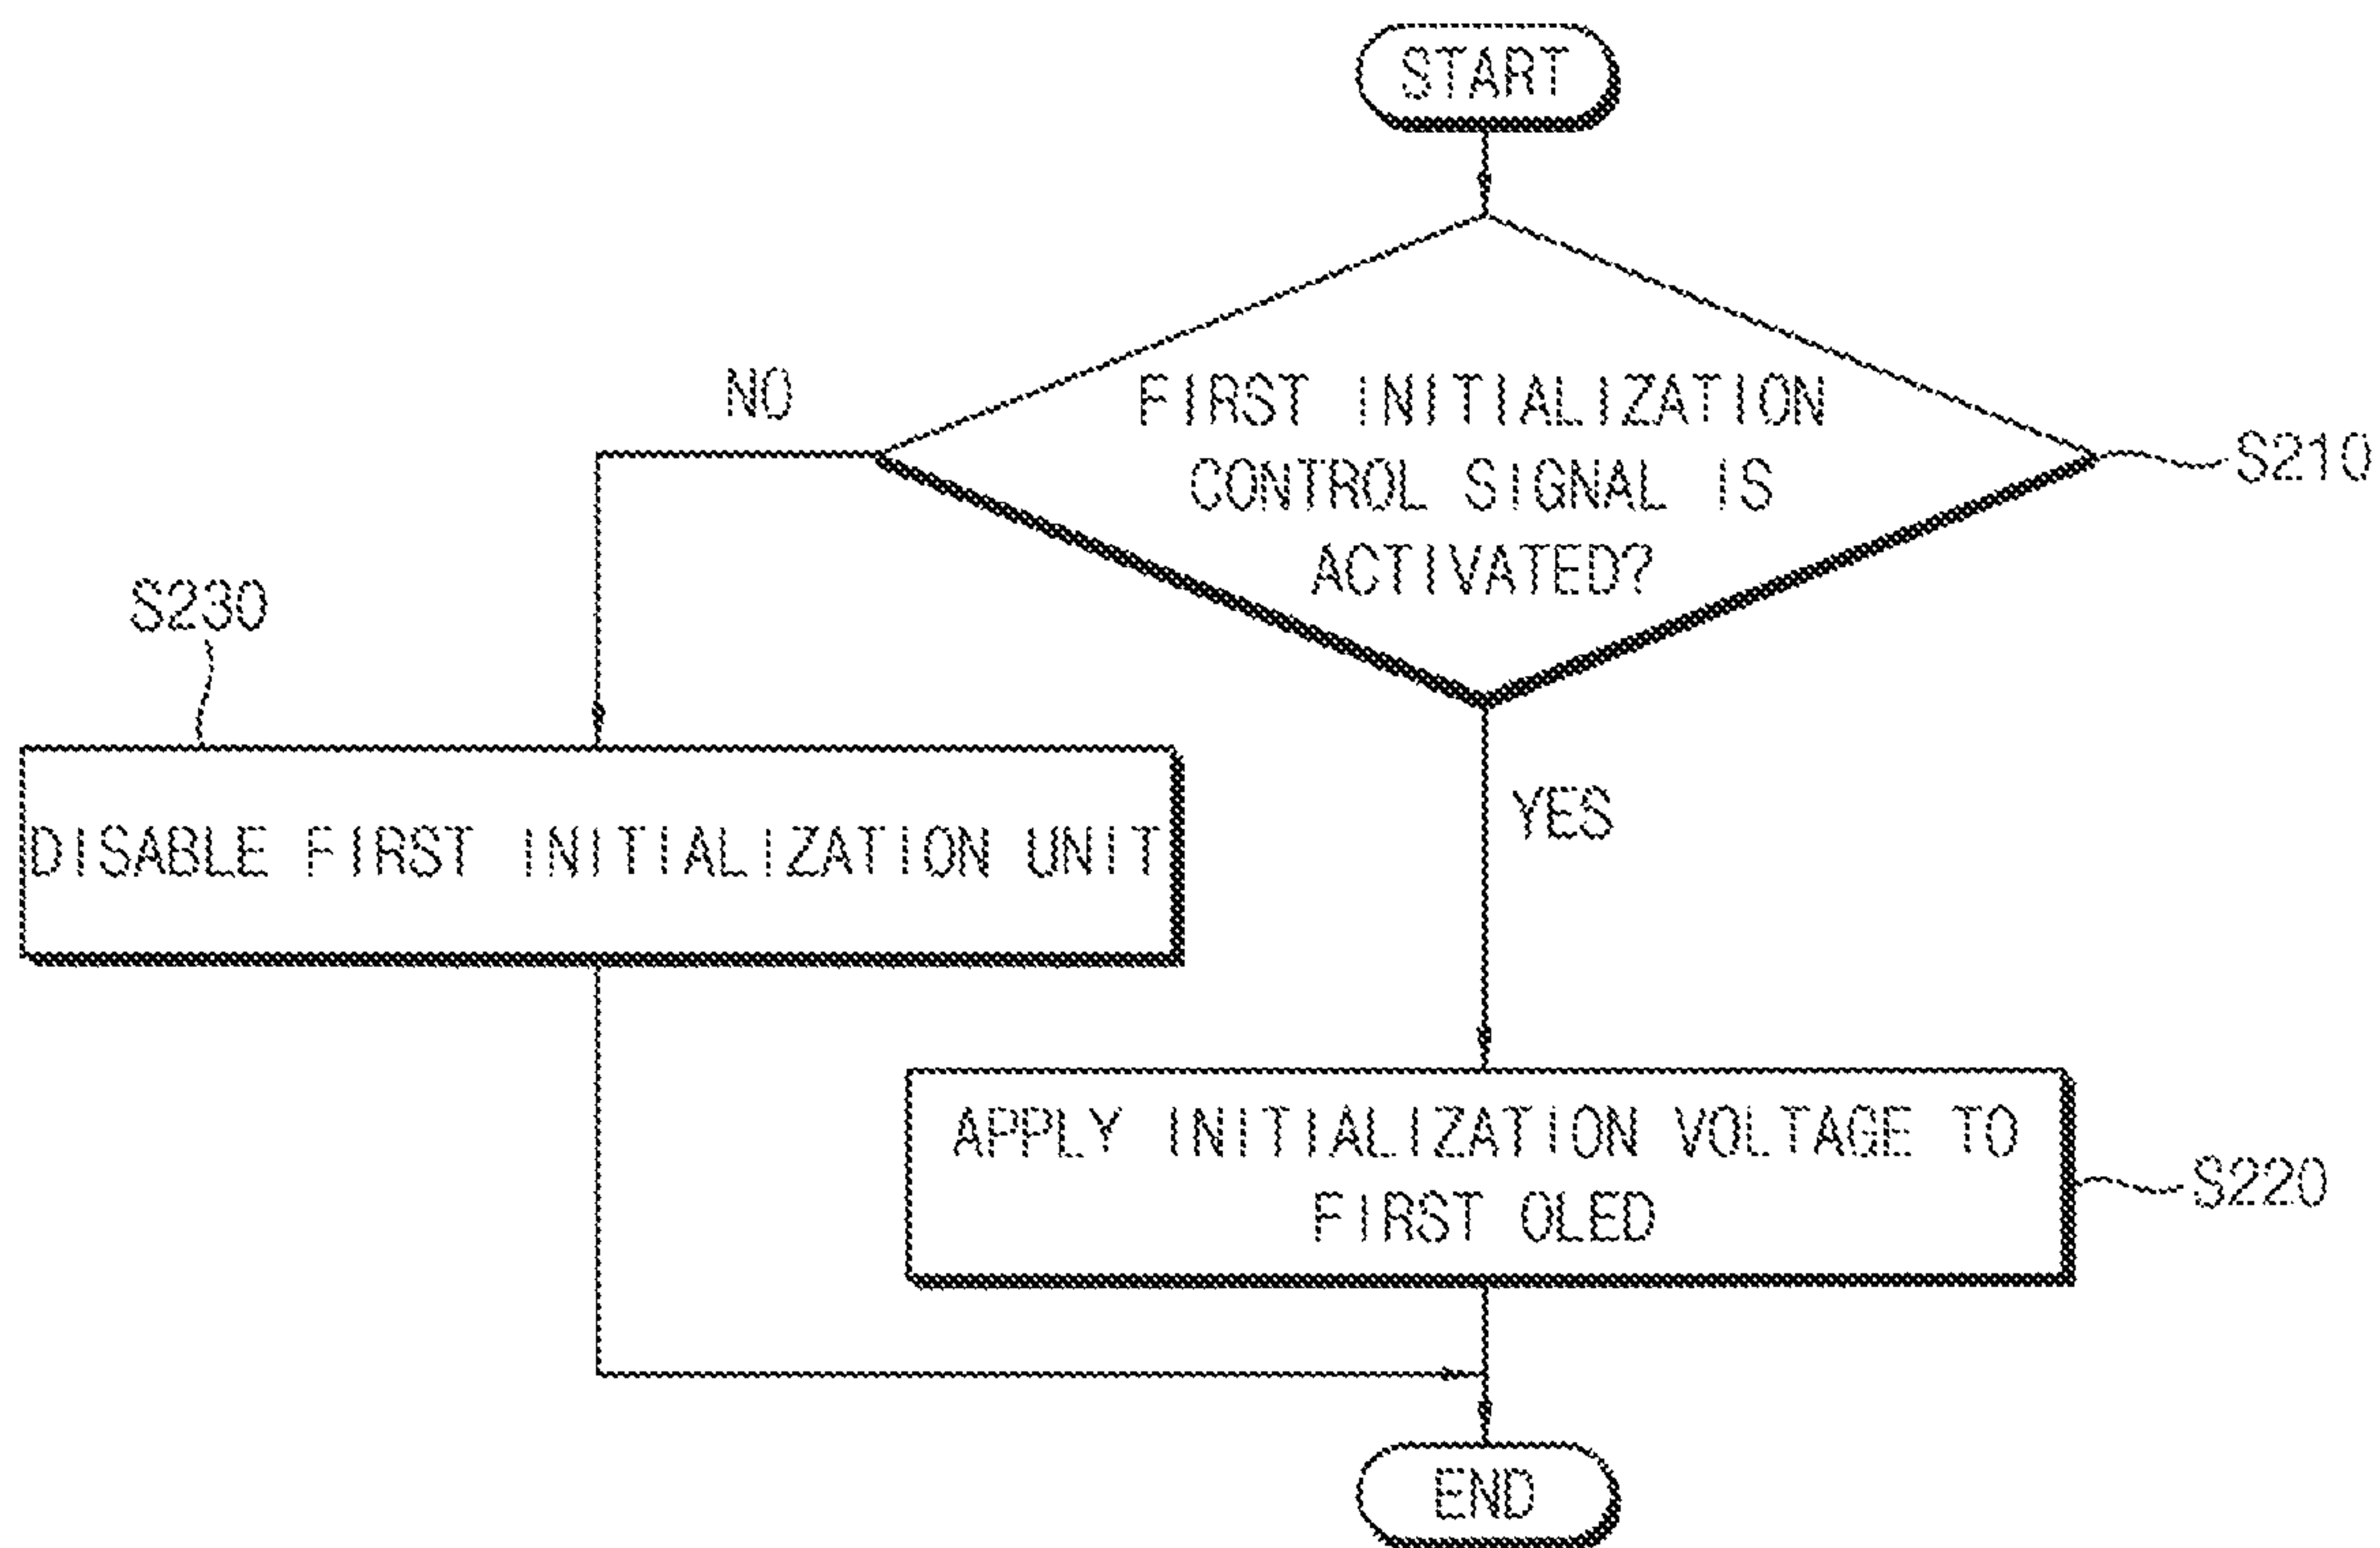 START
NO
FIRST INITIALIZATION
CONTROL SIGNAL IS
ACTIVATED?
S210
S230
DISABLE FIRST INITIALIZATION UNIT
YES
APPLY INITIALIZATION VOLTAGE TO
FIRST OLED
S220
END